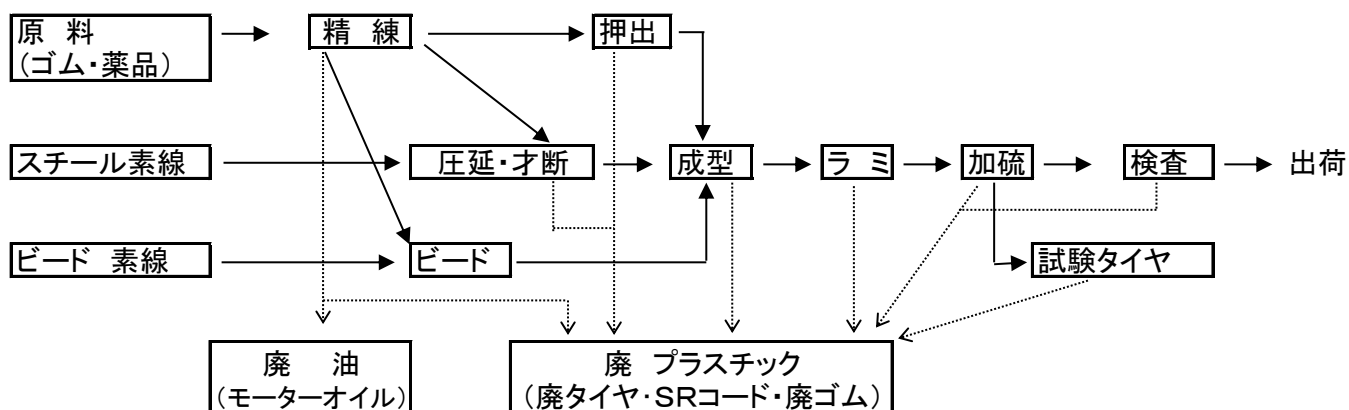 原　料
(ゴム・薬品)
精　練
押出
スチール素線
圧延・才断
成型
ラ　ミ
加硫
検査
出荷
ビード　素線
ビード
試験タイヤ
廃　　油
(モーターオイル)
廃　プラスチック
(廃タイヤ・SRコード・廃ゴム)